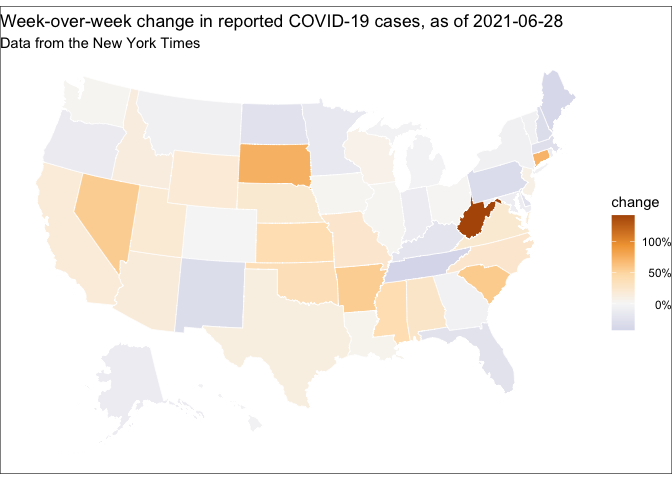 Week-over-week change in reported COVID-19 cases, as of 2021-06-28
Data from the New York Times
change
100%
50%
0%